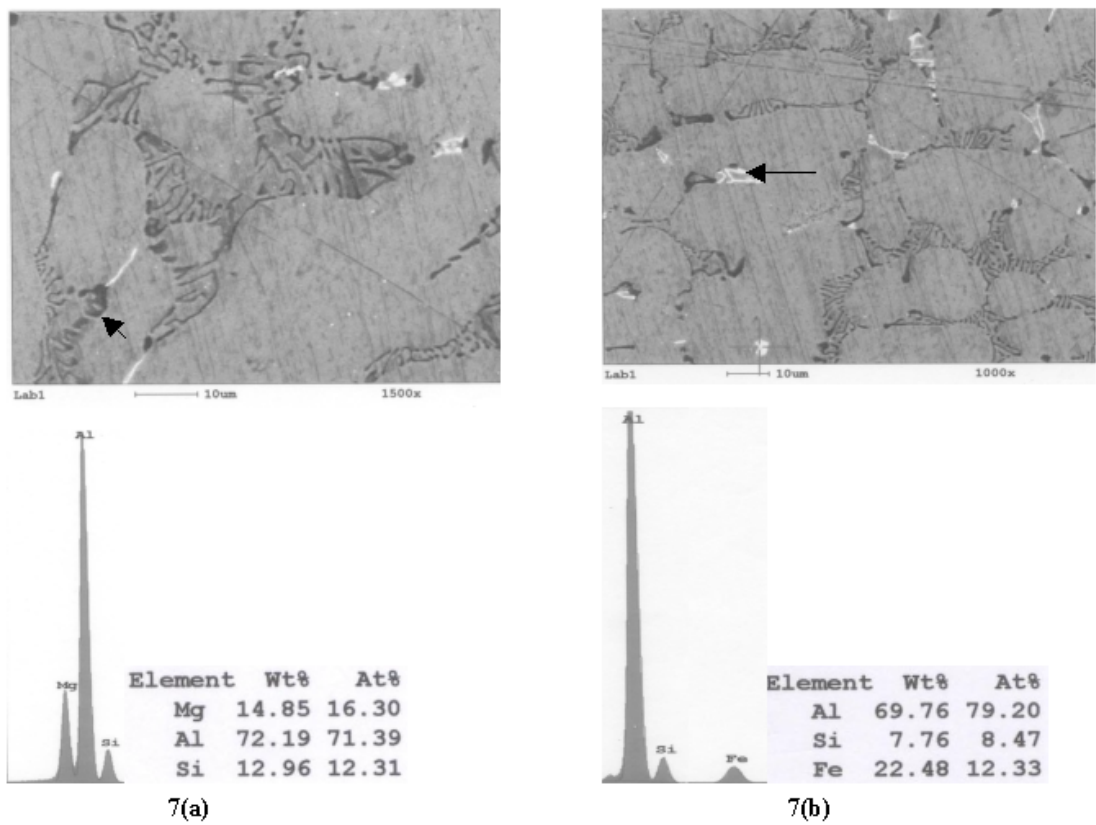 Lab1 10um 1500x
Lab1 10um 1000x
Al
Mg
Si
Element Wt% At%
Mg 14.85 16.30
Al 72.19 71.39
Si 12.96 12.31
7(a)
Al
Si
Fe
Element Wt% At%
Al 69.76 79.20
Si 7.76 8.47
Fe 22.48 12.33
7(b)